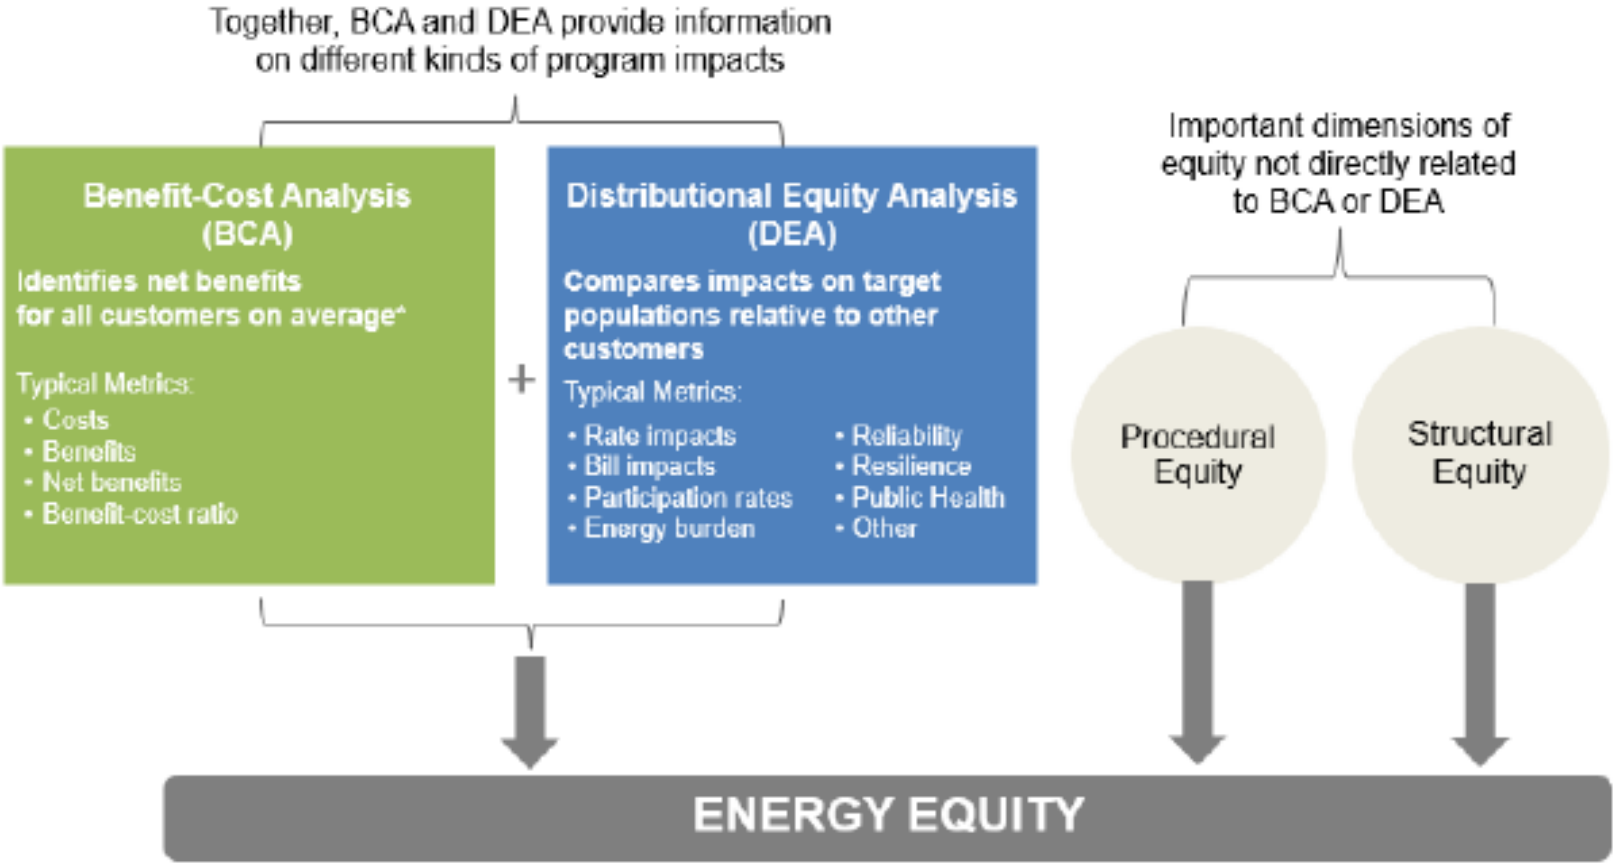 Together, BCA and DEA provide information
on different kinds of program impacts
Benefit-Cost Analysis
(BCA)
Identifies net benefits
for all customers on average*
Typical Metrics:
• Costs
• Benefits
• Net benefits
• Benefit-cost ratio
+
Distributional Equity Analysis
(DEA)
Compares impacts on target
populations relative to other
customers
Typical Metrics:
• Rate impacts
• Bill impacts
• Participation rates
• Energy burden
• Reliability
• Resilience
• Public Health
• Other
Important dimensions of
equity not directly related
to BCA or DEA
Procedural
Equity
Structural
Equity
ENERGY EQUITY